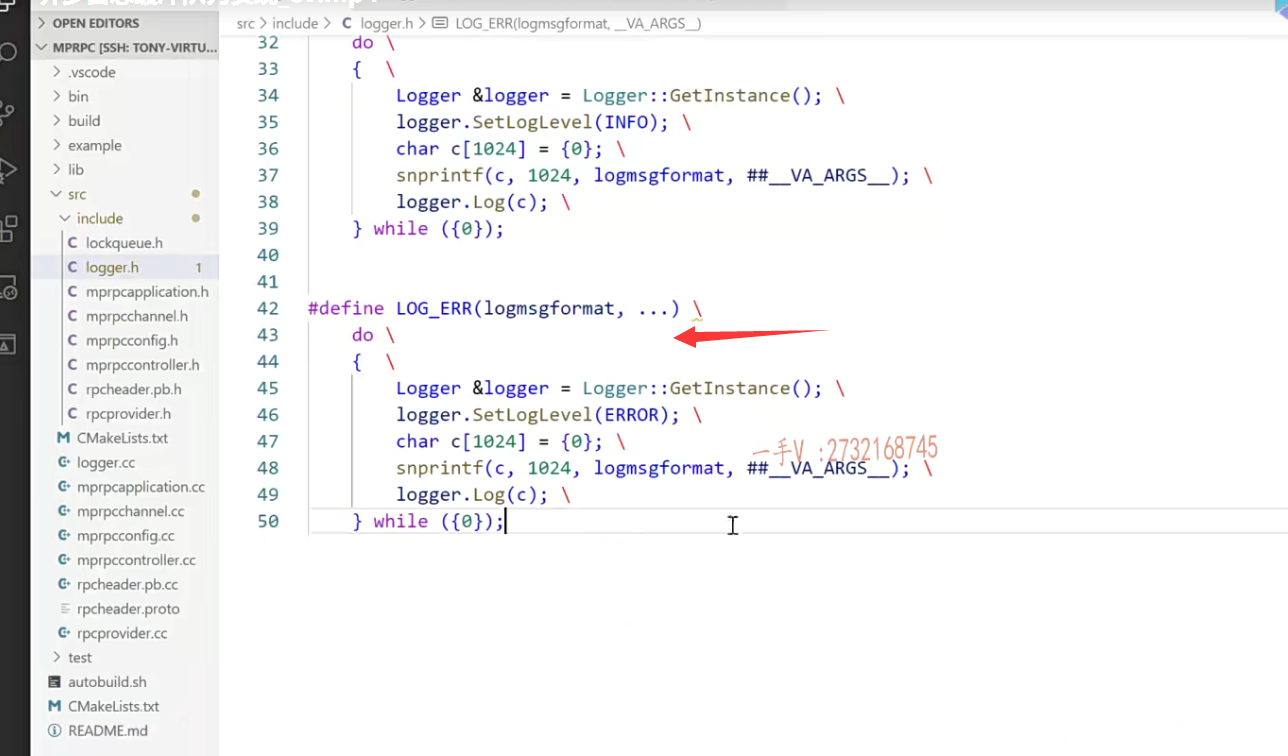 src > include > C logger.h > LOG_ERR(logmsgformat, __VA_ARGS__)
OPEN EDITORS
MPRPC [SSH: TONY-VIRTU...
.vscode
bin
build
example
lib
src
include
C lockqueue.h
C logger.h 1
C mprpcapplication.h
C mprpcchannel.h
C mprpcconfig.h
C mprpccontroller.h
C rpcheader.pb.h
C rpcprovider.h
M CMakeLists.txt
logger.cc
mprpcapplication.cc
mprpcchannel.cc
mprpcconfig.cc
mprpccontroller.cc
rpcheader.pb.cc
rpcheader.proto
rpcprovider.cc
test
autobuild.sh
M CMakeLists.txt
README.md
32 do \
33 { \
34 Logger &logger = Logger::GetInstance(); \
35 logger.SetLogLevel(INFO); \
36 char c[1024] = {0}; \
37 snprintf(c, 1024, logmsgformat, ##__VA_ARGS__); \
38 logger.Log(c); \
39 } while ({0});
40
41
42 #define LOG_ERR(logmsgformat, ...) \
43 do \
44 { \
45 Logger &logger = Logger::GetInstance(); \
46 logger.SetLogLevel(ERROR); \
47 char c[1024] = {0}; \
一手V :2732168745
48 snprintf(c, 1024, logmsgformat, ##__VA_ARGS__); \
49 logger.Log(c); \
50 } while ({0});